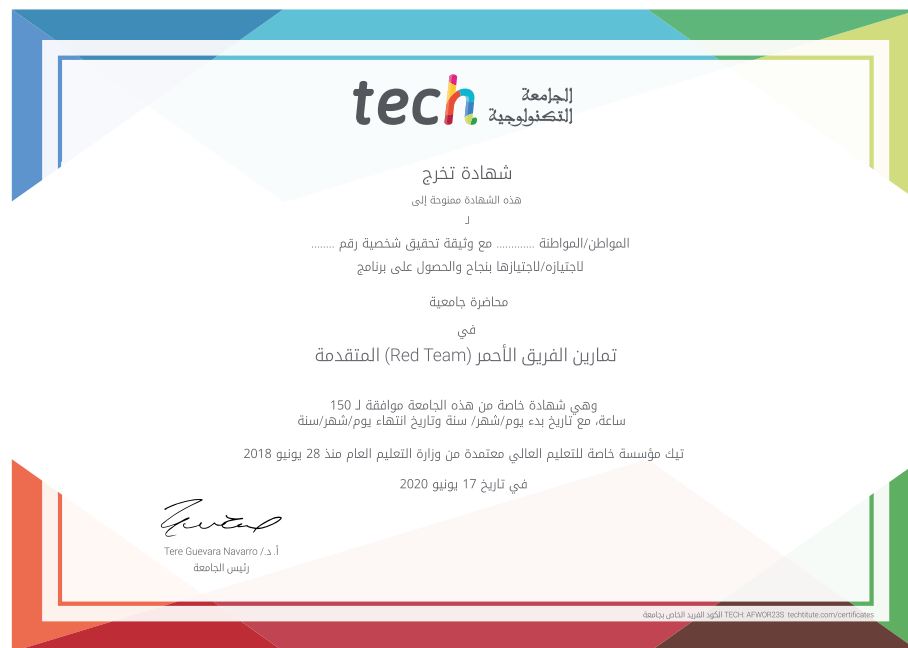 tech الجامعة التكنولوجية
شهادة تخرج
هذه الشهادة ممنوحة إلى
لـ
المواطن/المواطنة ............. مع وثيقة تحقيق شخصية رقم ........
لاجتيازه/لاجتيازها بنجاح والحصول على برنامج
محاضرة جامعية
في
تمارين الفريق الأحمر (Red Team) المتقدمة
وهي شهادة خاصة من هذه الجامعة موافقة لـ 150
ساعة، مع تاريخ بدء يوم/شهر/ سنة وتاريخ انتهاء يوم/شهر/سنة
تيك مؤسسة خاصة للتعليم العالي معتمدة من وزارة التعليم العام منذ 28 يونيو 2018
في تاريخ 17 يونيو 2020
أ.د./ Tere Guevara Navarro
رئيس الجامعة
الكود الفريد الخاص بجامعة TECH: AFWOR23S techtitute.com/certificates